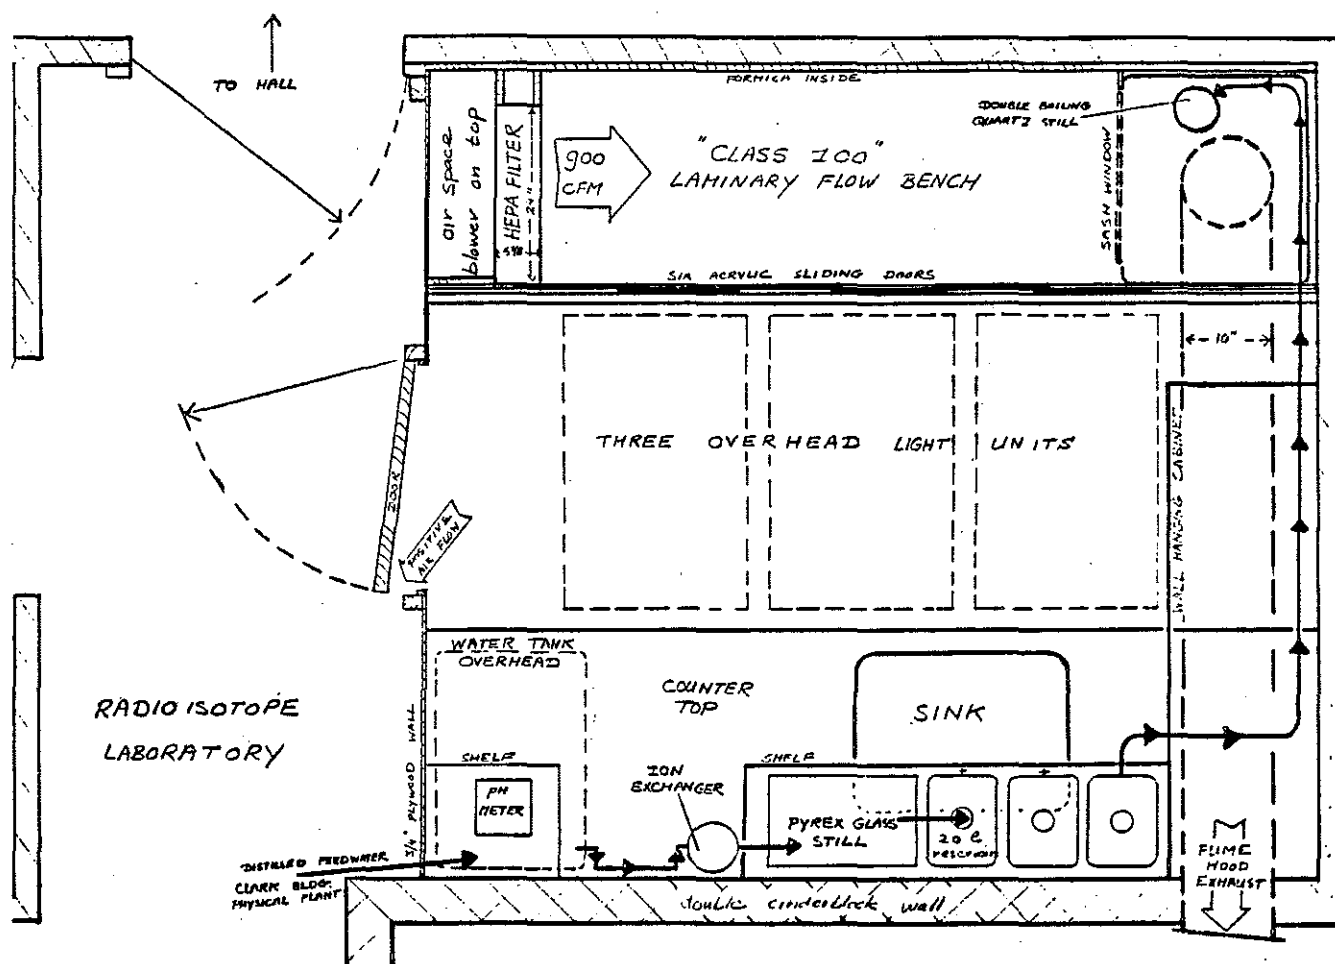 TO HALL
FORMICA INSIDE
air space
blower on top
HEPA FILTER
24"
900
CFM
"CLASS 100"
LAMINARY FLOW BENCH
SASH WINDOW
DOUBLE BOILING
QUARTZ STILL
SIX ACRYLIC SLIDING DOORS
10"
THREE OVERHEAD LIGHT UNITS
DOOR
POSITIVE
AIR FLOW
WALL HANGING CABINET
WATER TANK
OVERHEAD
COUNTER
TOP
SINK
RADIO ISOTOPE
LABORATORY
3/4" PLYWOOD WALL
SHELF
SHELF
PH
METER
ION
EXCHANGER
PYREX GLASS
STILL
20 l
reservoir
DISTILLED FEEDWATER
CLARK BLDG.
PHYSICAL PLANT
FUME
HOOD
EXHAUST
double cinderblock wall